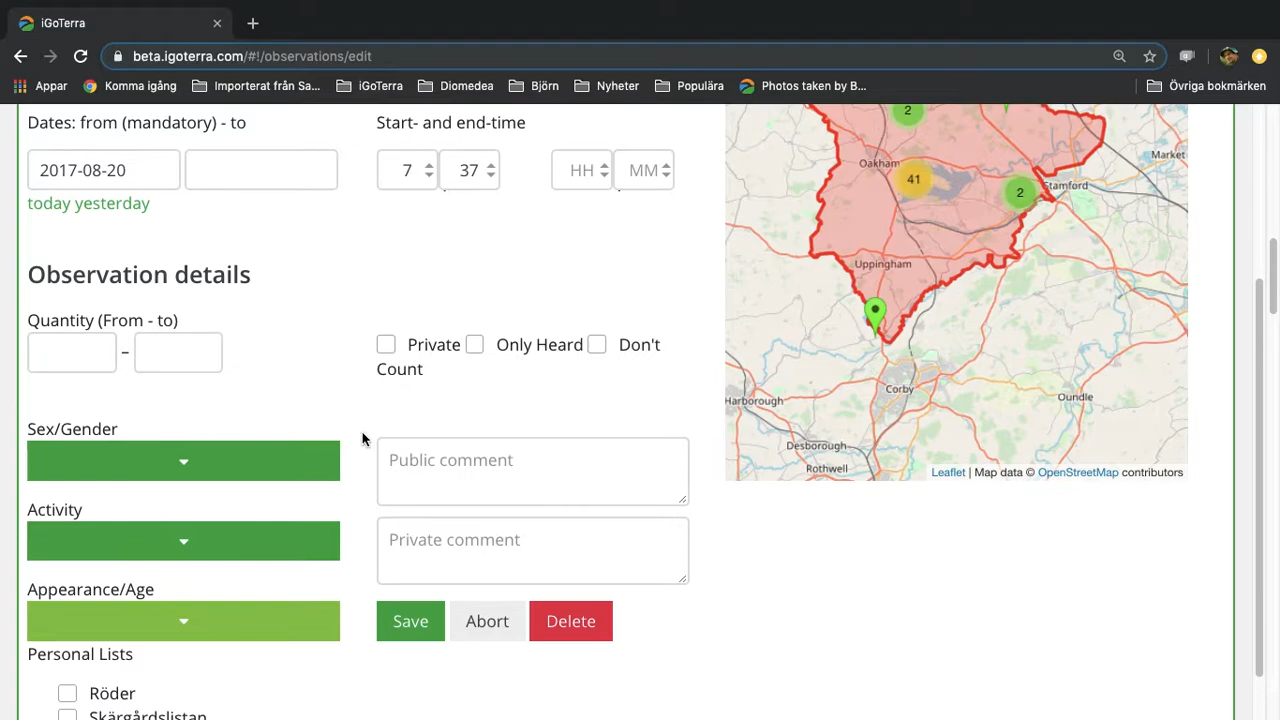 iGoTerra
beta.igoterra.com/#!/observations/edit
Appar Komma igång Importerat från Sa... iGoTerra Diomedea Björn Nyheter Populära Photos taken by B... Övriga bokmärken
Dates: from (mandatory) - to Start- and end-time
2017-08-20 7 37 HH MM
today yesterday
Observation details
Quantity (From - to)
–
Private Only Heard Don't
Count
Sex/Gender
Public comment
Activity
Private comment
Appearance/Age
Save Abort Delete
Personal Lists
Röder
Skärgårdslistan
2
Oakham
41
Market
2
Stamford
Uppingham
Corby
Harborough
Oundle
Desborough
Rothwell
Leaflet | Map data © OpenStreetMap contributors